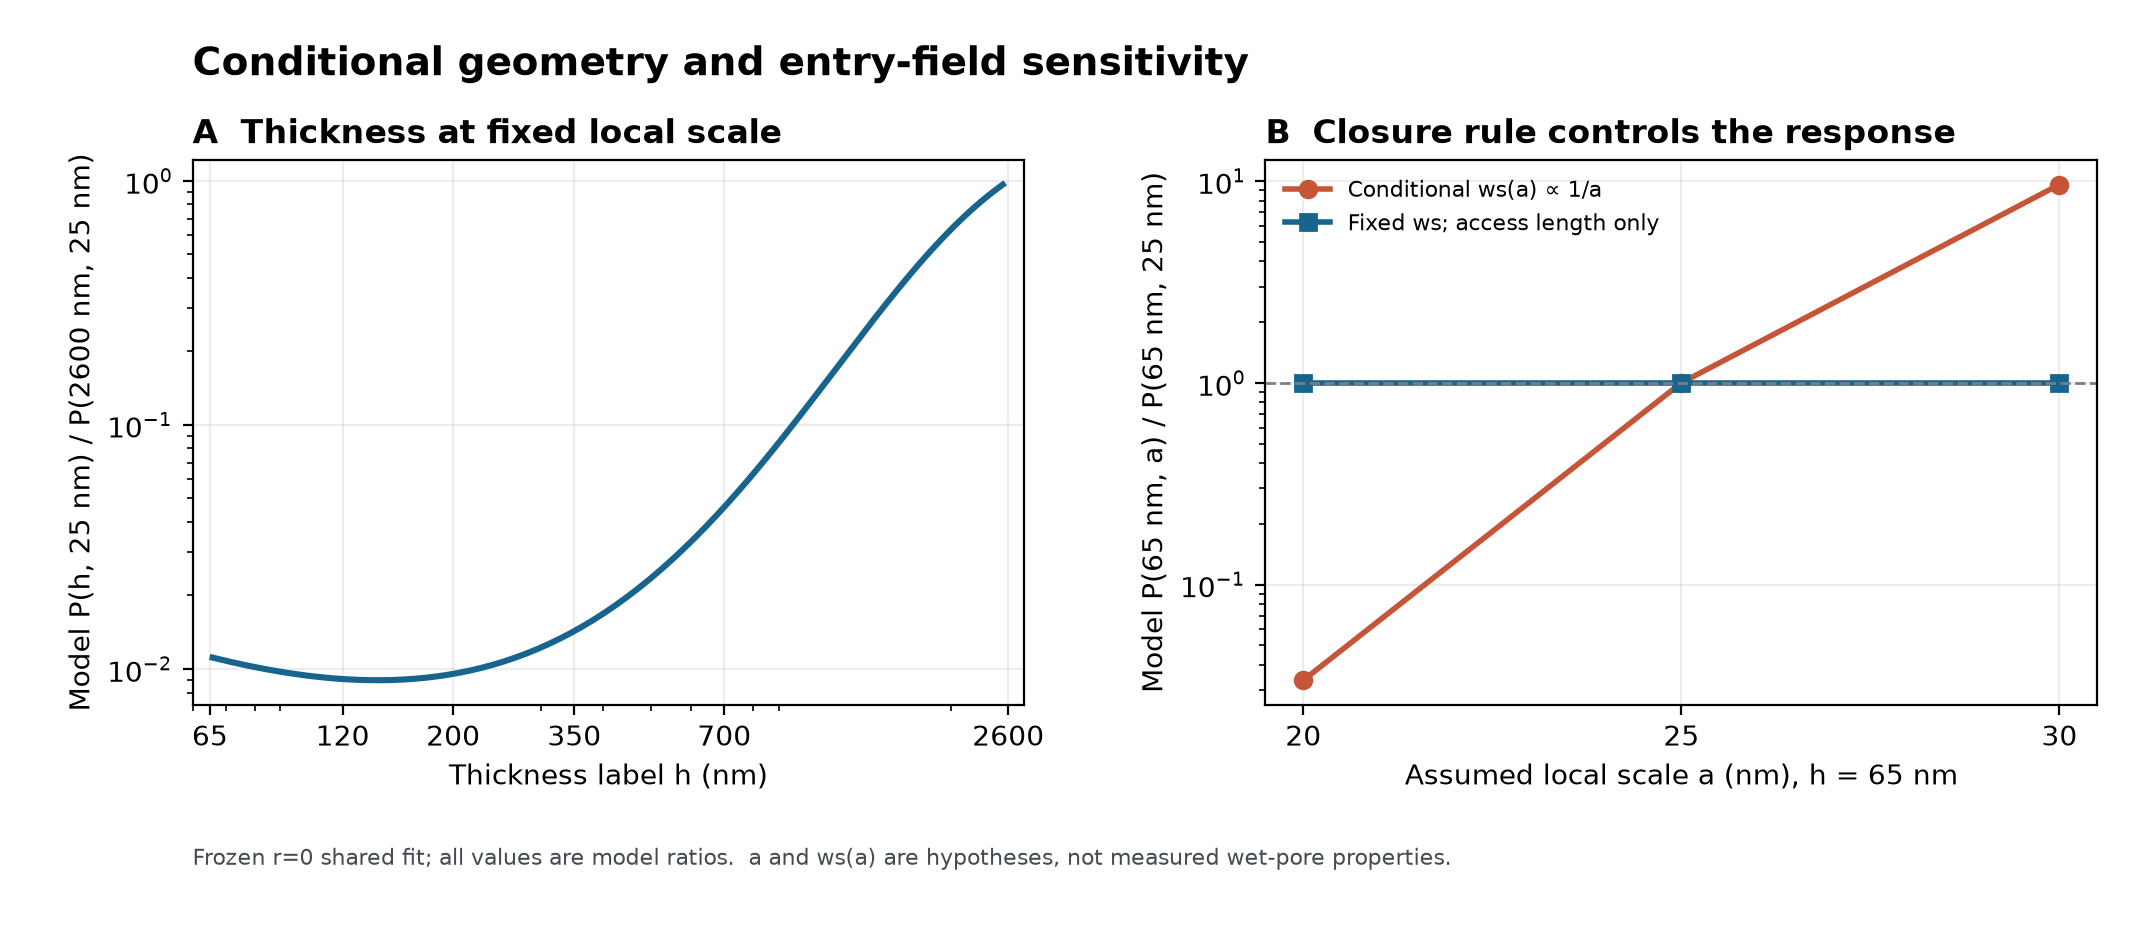 Conditional geometry and entry-field sensitivity
A Thickness at fixed local scale
Model P(h, 25 nm) / P(2600 nm, 25 nm)
10⁰
10⁻¹
10⁻²
65 120 200 350 700 2600
Thickness label h (nm)
B Closure rule controls the response
Model P(65 nm, a) / P(65 nm, 25 nm)
10¹
10⁰
10⁻¹
Conditional ws(a) ∝ 1/a
Fixed ws; access length only
20 25 30
Assumed local scale a (nm), h = 65 nm
Frozen r=0 shared fit; all values are model ratios. a and ws(a) are hypotheses, not measured wet-pore properties.